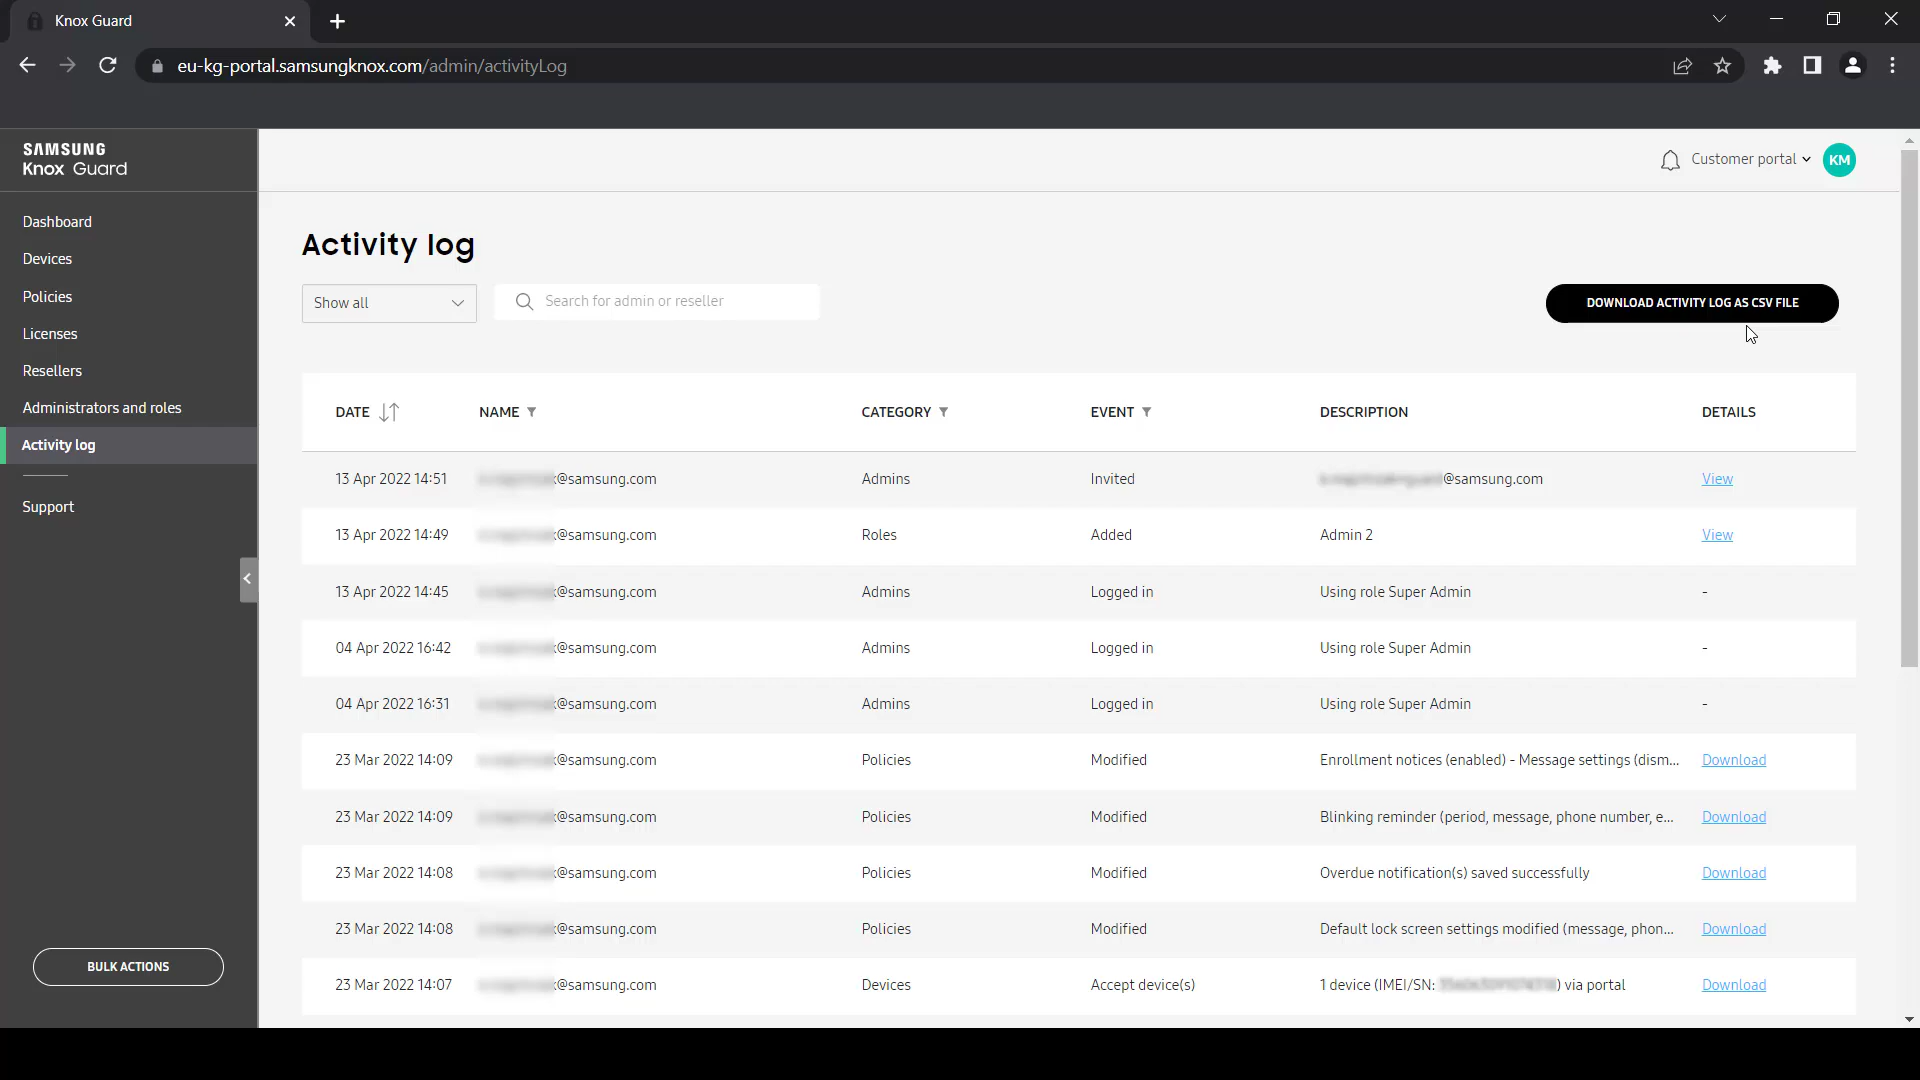 Knox Guard
eu-kg-portal.samsungknox.com/admin/activityLog
SAMSUNG
Knox Guard
Customer portal
KM
Dashboard
Devices
Policies
Licenses
Resellers
Administrators and roles
Activity log
Support
BULK ACTIONS
Activity log
Show all
Search for admin or reseller
DOWNLOAD ACTIVITY LOG AS CSV FILE
DATE NAME CATEGORY EVENT DESCRIPTION DETAILS
13 Apr 2022 14:51 @samsung.com Admins Invited @samsung.com View
13 Apr 2022 14:49 @samsung.com Roles Added Admin 2 View
13 Apr 2022 14:45 @samsung.com Admins Logged in Using role Super Admin -
04 Apr 2022 16:42 @samsung.com Admins Logged in Using role Super Admin -
04 Apr 2022 16:31 @samsung.com Admins Logged in Using role Super Admin -
23 Mar 2022 14:09 @samsung.com Policies Modified Enrollment notices (enabled) - Message settings (dism... Download
23 Mar 2022 14:09 @samsung.com Policies Modified Blinking reminder (period, message, phone number, e... Download
23 Mar 2022 14:08 @samsung.com Policies Modified Overdue notification(s) saved successfully Download
23 Mar 2022 14:08 @samsung.com Policies Modified Default lock screen settings modified (message, phon... Download
23 Mar 2022 14:07 @samsung.com Devices Accept device(s) 1 device (IMEI/SN: ) via portal Download